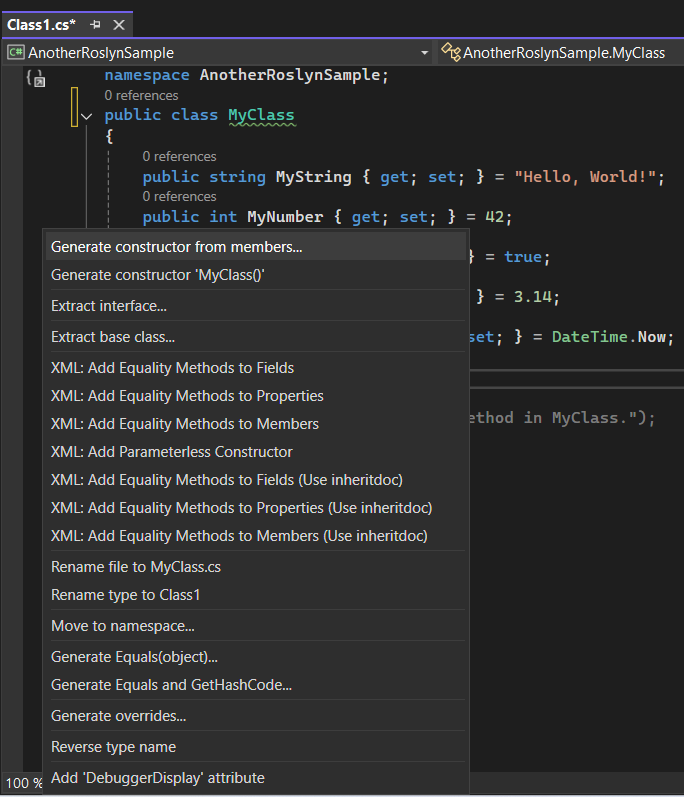 Class1.cs*
C# AnotherRoslynSample
AnotherRoslynSample.MyClass
namespace AnotherRoslynSample;
0 references
public class MyClass
{
0 references
public string MyString { get; set; } = "Hello, World!";
0 references
public int MyNumber { get; set; } = 42;
} = true;
} = 3.14;
set; } = DateTime.Now;
ethod in MyClass.");
Generate constructor from members...
Generate constructor 'MyClass()'
Extract interface...
Extract base class...
XML: Add Equality Methods to Fields
XML: Add Equality Methods to Properties
XML: Add Equality Methods to Members
XML: Add Parameterless Constructor
XML: Add Equality Methods to Fields (Use inheritdoc)
XML: Add Equality Methods to Properties (Use inheritdoc)
XML: Add Equality Methods to Members (Use inheritdoc)
Rename file to MyClass.cs
Rename type to Class1
Move to namespace...
Generate Equals(object)...
Generate Equals and GetHashCode...
Generate overrides...
Reverse type name
Add 'DebuggerDisplay' attribute
100 %